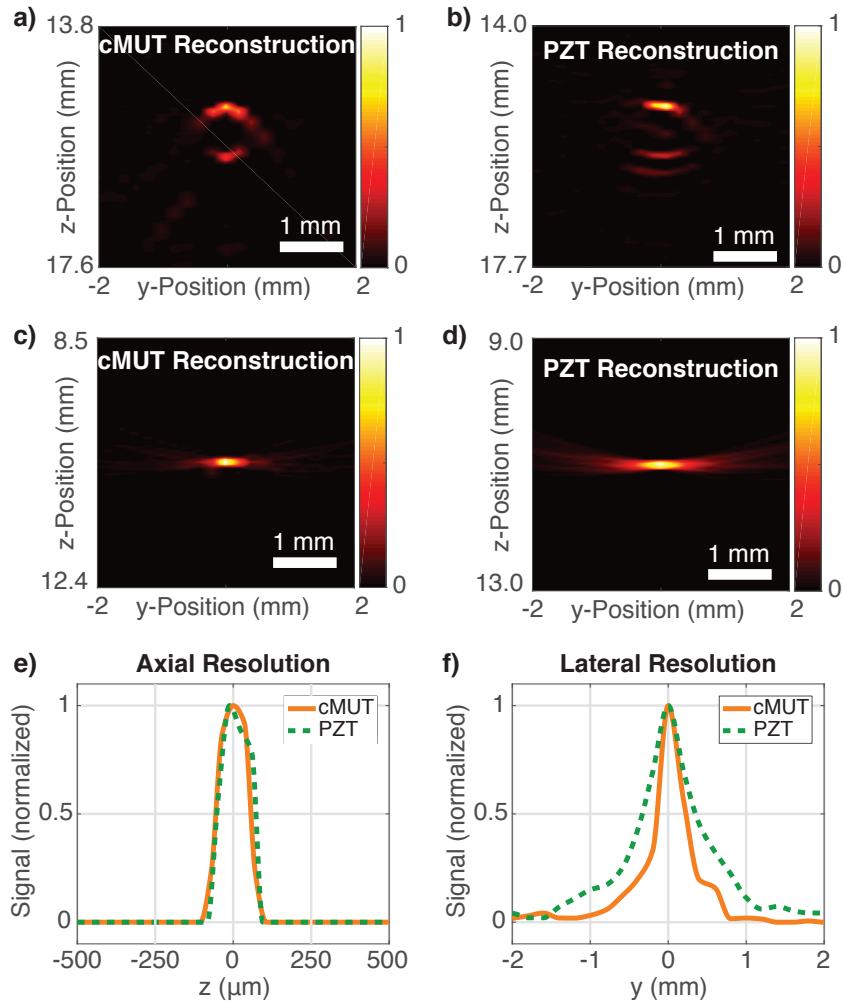 a)
13.8
cMUT Reconstruction
z-Position (mm)
1 mm
17.6
-2
y-Position (mm)
2
1
0
b)
14.0
PZT Reconstruction
z-Position (mm)
1 mm
17.7
-2
y-Position (mm)
2
1
0
c)
8.5
cMUT Reconstruction
z-Position (mm)
1 mm
12.4
-2
y-Position (mm)
2
1
0
d)
9.0
PZT Reconstruction
z-Position (mm)
1 mm
13.0
-2
y-Position (mm)
2
1
0
e)
Axial Resolution
1
0.5
0
Signal (normalized)
cMUT
PZT
-500
-250
0
250
500
z (μm)
f)
Lateral Resolution
1
0.5
0
Signal (normalized)
cMUT
PZT
-2
-1
0
1
2
y (mm)